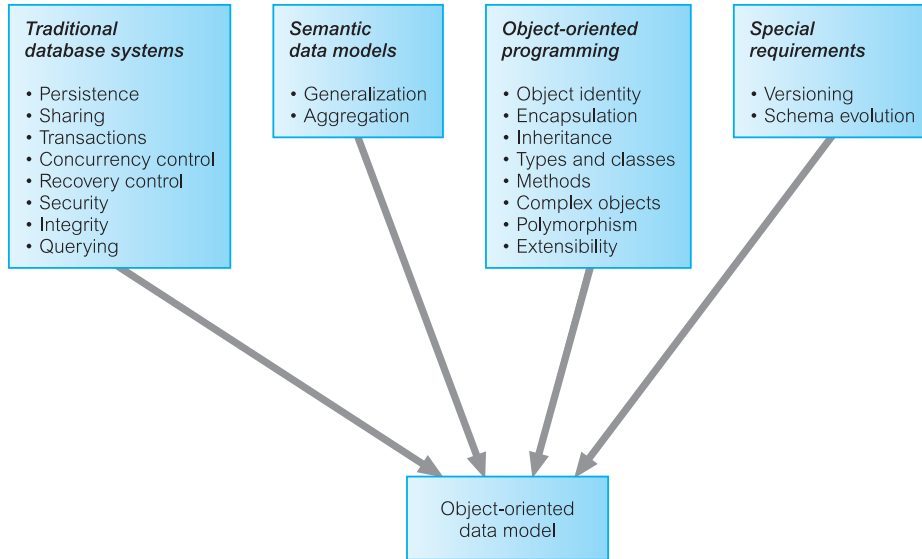 Traditional
database systems
• Persistence
• Sharing
• Transactions
• Concurrency control
• Recovery control
• Security
• Integrity
• Querying
Semantic
data models
• Generalization
• Aggregation
Object-oriented
programming
• Object identity
• Encapsulation
• Inheritance
• Types and classes
• Methods
• Complex objects
• Polymorphism
• Extensibility
Special
requirements
• Versioning
• Schema evolution
Object-oriented
data model